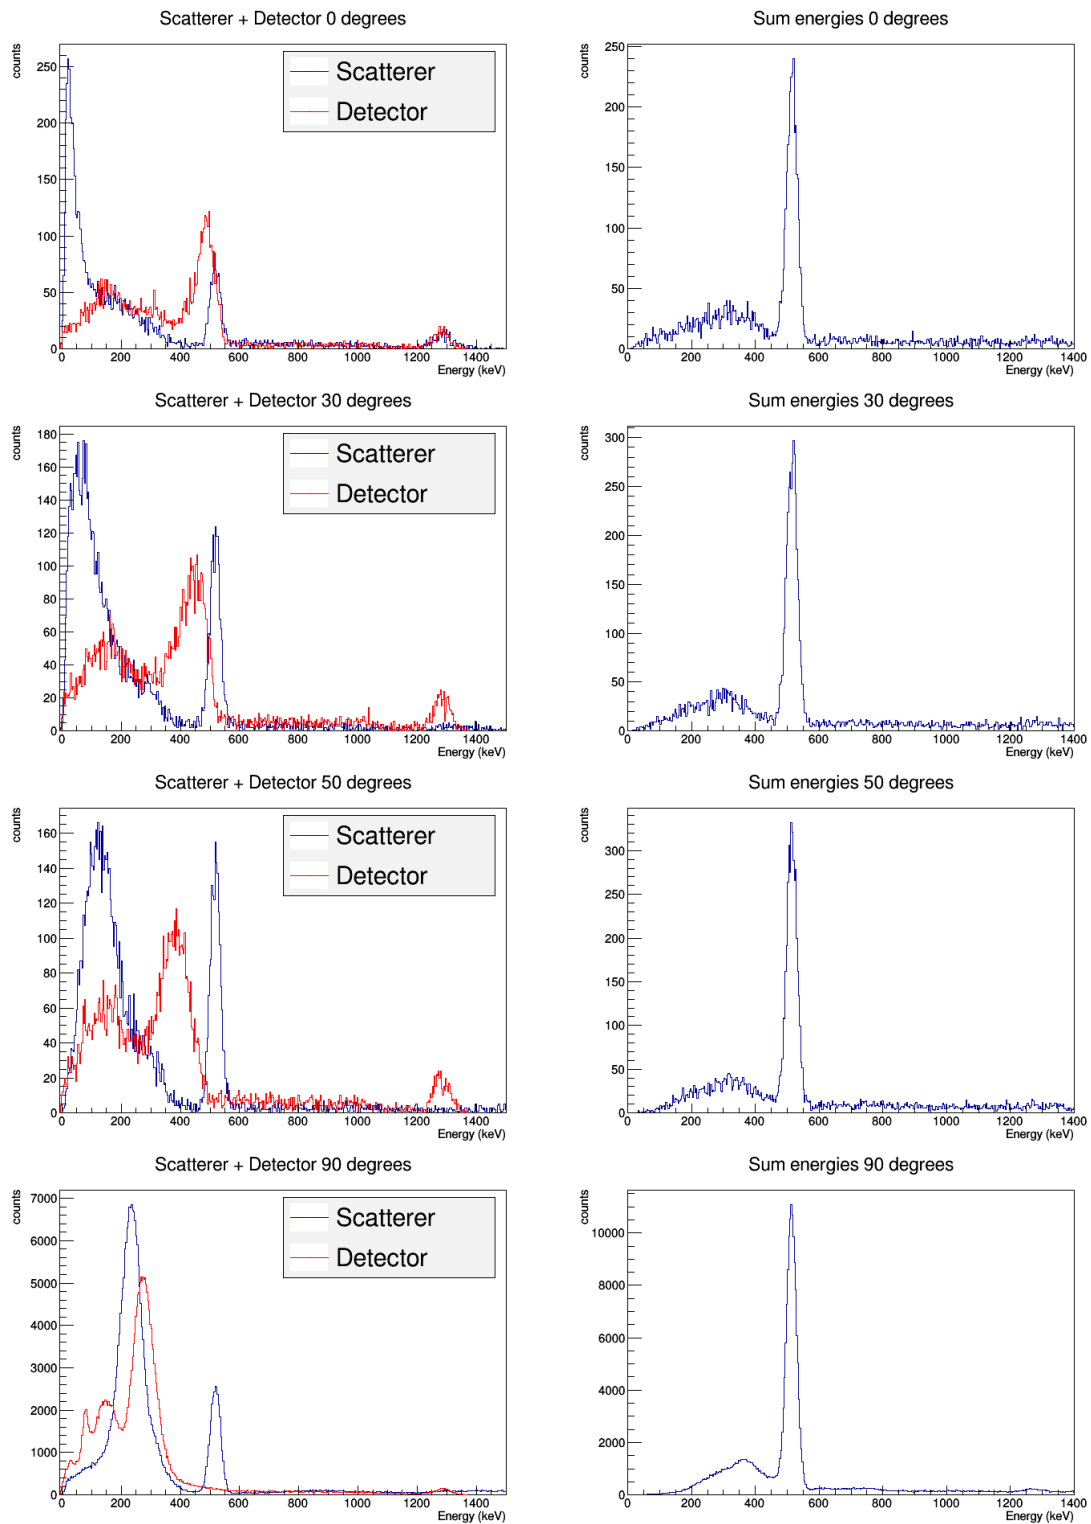 Scatterer + Detector 0 degrees
counts
250
200
150
100
50
0
0 200 400 600 800 1000 1200 1400
Energy (keV)
Scatterer
Detector
Sum energies 0 degrees
counts
250
200
150
100
50
0
0 200 400 600 800 1000 1200 1400
Energy (keV)
Scatterer + Detector 30 degrees
counts
180
160
140
120
100
80
60
40
20
0
0 200 400 600 800 1000 1200 1400
Energy (keV)
Scatterer
Detector
Sum energies 30 degrees
counts
300
250
200
150
100
50
0
0 200 400 600 800 1000 1200 1400
Energy (keV)
Scatterer + Detector 50 degrees
counts
160
140
120
100
80
60
40
20
0
0 200 400 600 800 1000 1200 1400
Energy (keV)
Scatterer
Detector
Sum energies 50 degrees
counts
350
300
250
200
150
100
50
0
0 200 400 600 800 1000 1200 1400
Energy (keV)
Scatterer + Detector 90 degrees
counts
7000
6000
5000
4000
3000
2000
1000
0
0 200 400 600 800 1000 1200 1400
Energy (keV)
Scatterer
Detector
Sum energies 90 degrees
counts
10000
8000
6000
4000
2000
0
0 200 400 600 800 1000 1200 1400
Energy (keV)